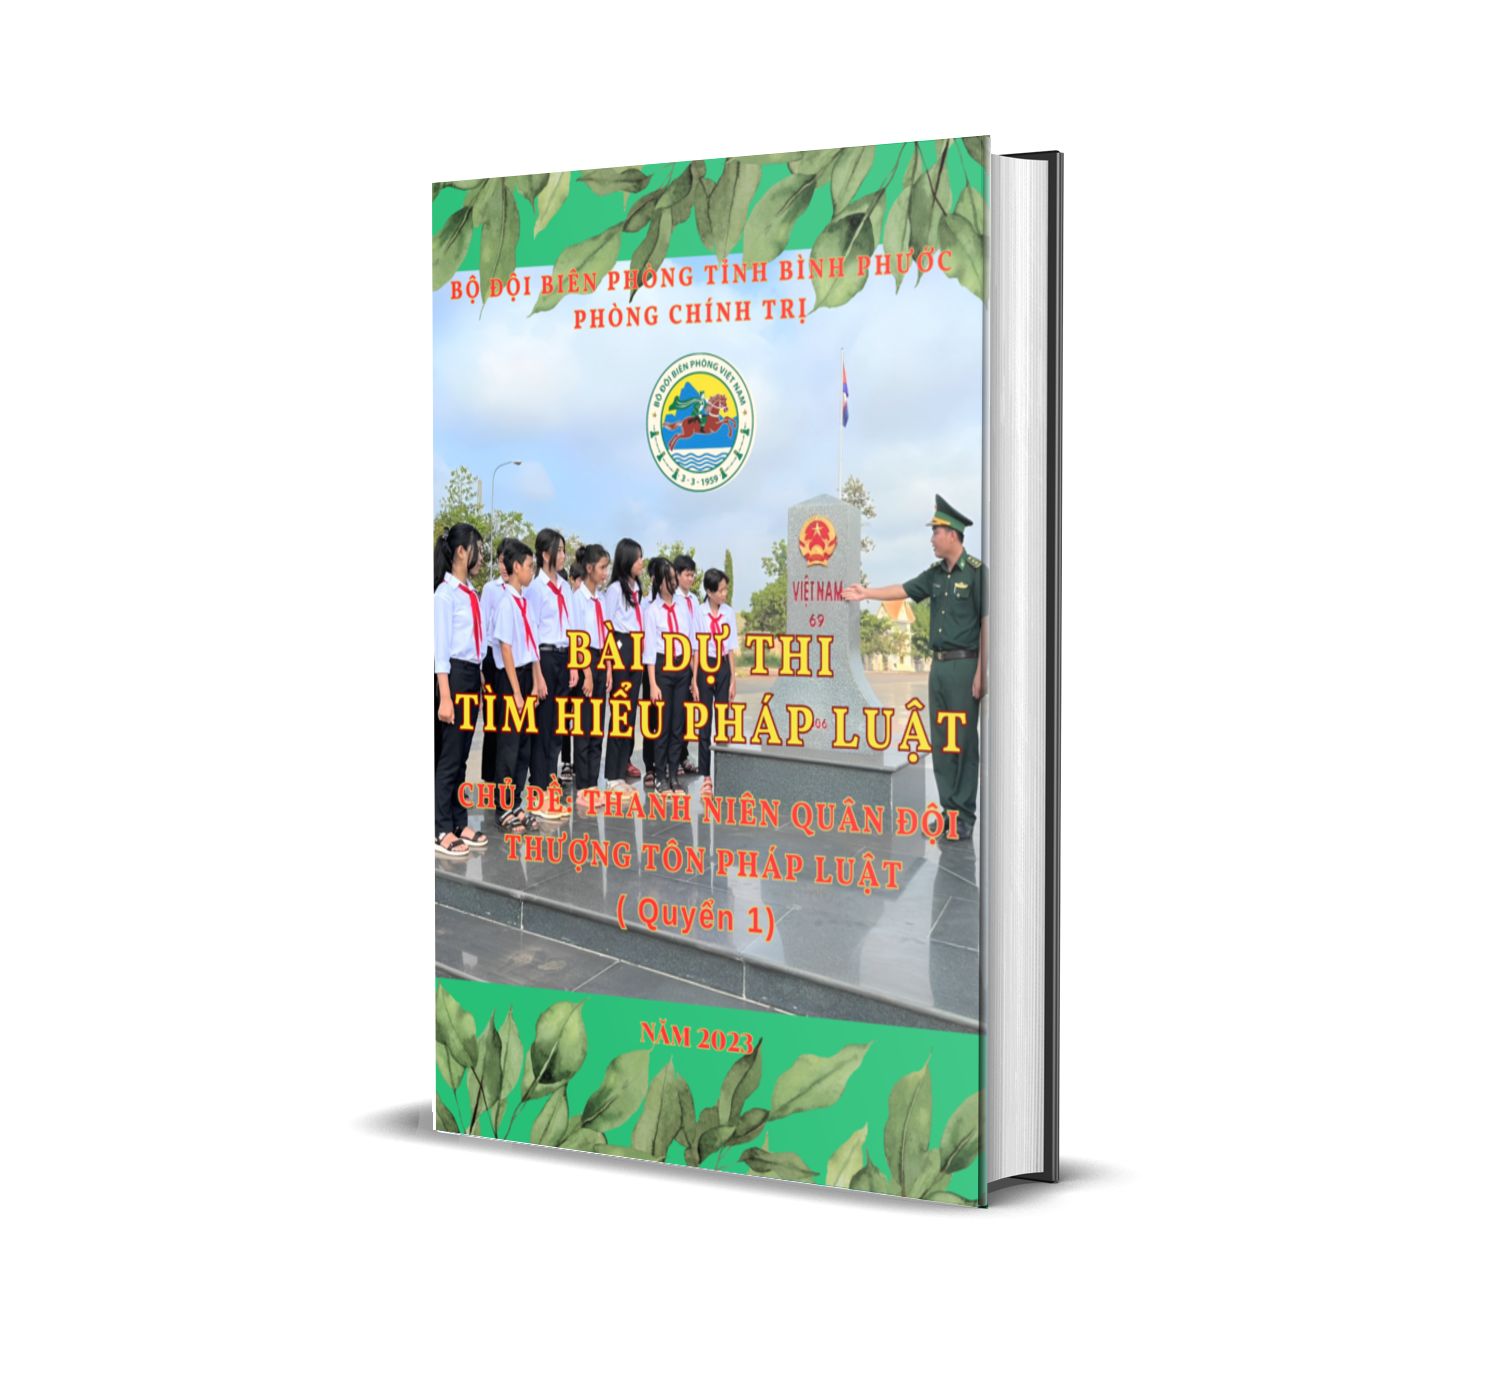 BỘ ĐỘI BIÊN PHÒNG TỈNH BÌNH PHƯỚC
PHÒNG CHÍNH TRỊ
BỘ ĐỘI BIÊN PHÒNG VIỆT NAM
3 - 3 - 1959
VIỆT NAM
69
BÀI DỰ THI
TÌM HIỂU PHÁP LUẬT
06
CHỦ ĐỀ: THANH NIÊN QUÂN ĐỘI
THƯỢNG TÔN PHÁP LUẬT
( Quyển 1)
NĂM 2023